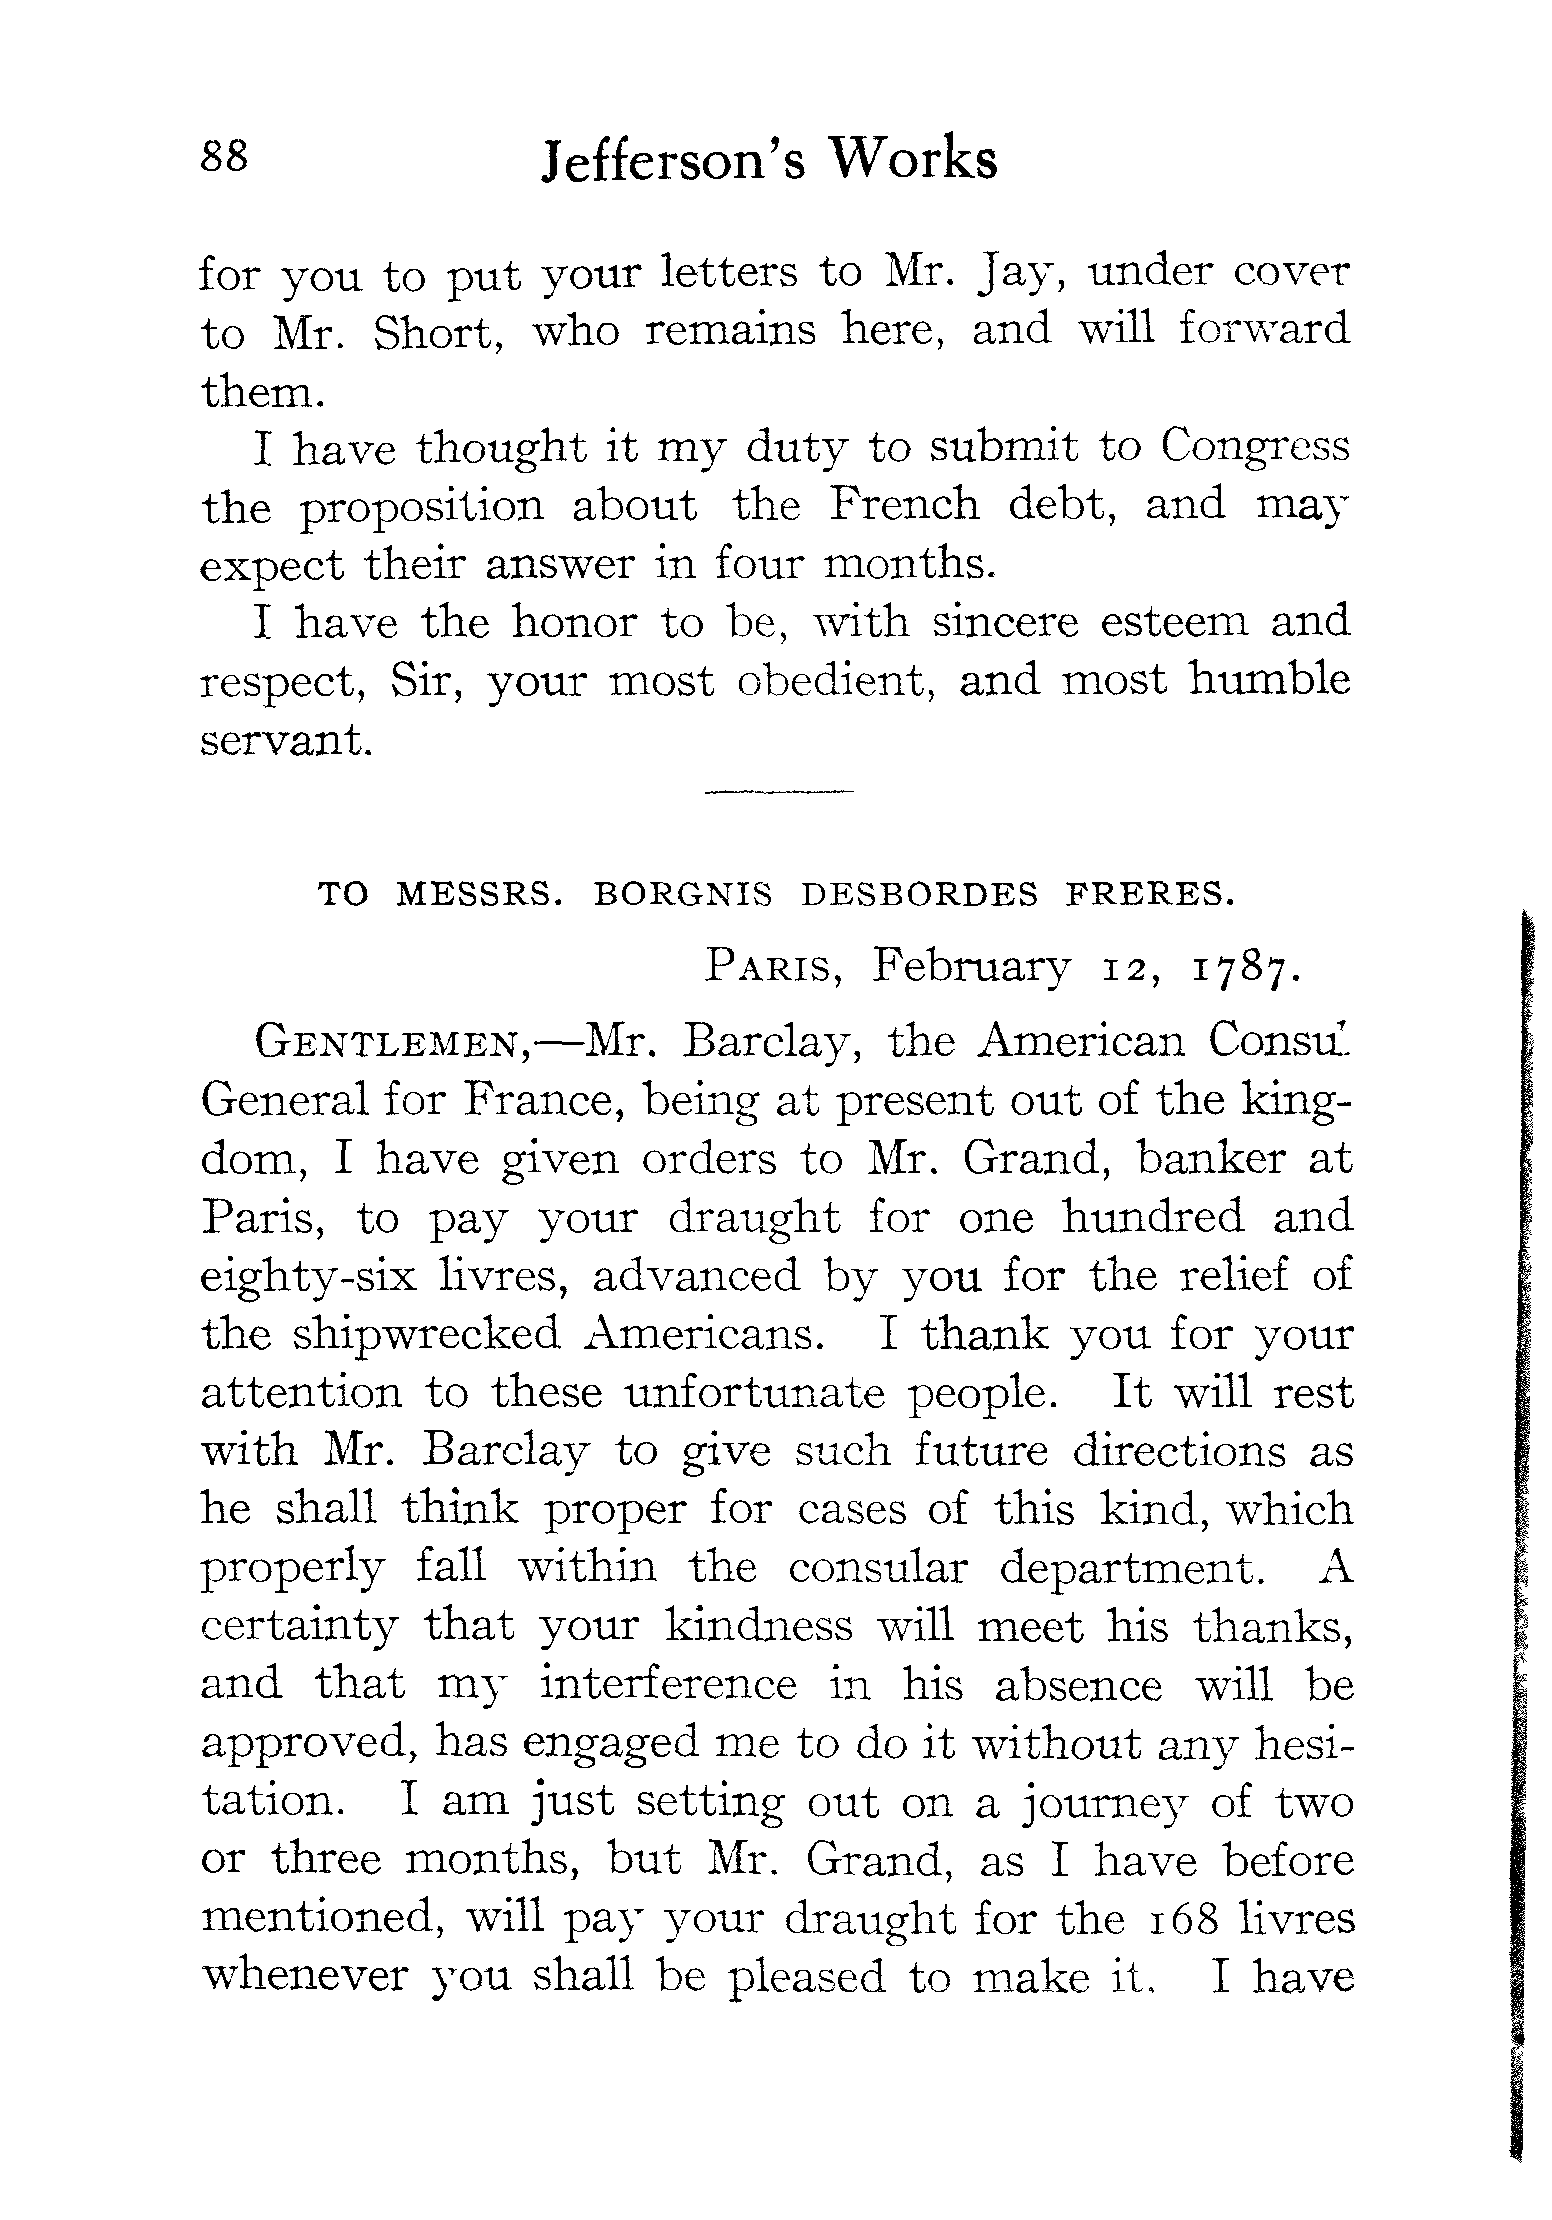 88 Jefferson's Works
for you to put your letters to Mr. Jay, under cover
to Mr. Short, who remains here, and will forward
them.
I have thought it my duty to submit to Congress
the proposition about the French debt, and may
expect their answer in four months.
I have the honor to be, with sincere esteem and
respect, Sir, your most obedient, and most humble
servant.
TO MESSRS. BORGNIS DESBORDES FRERES.
PARIS, February 12, 1787.
GENTLEMEN,—Mr. Barclay, the American Consul
General for France, being at present out of the king-
dom, I have given orders to Mr. Grand, banker at
Paris, to pay your draught for one hundred and
eighty-six livres, advanced by you for the relief of
the shipwrecked Americans. I thank you for your
attention to these unfortunate people. It will rest
with Mr. Barclay to give such future directions as
he shall think proper for cases of this kind, which
properly fall within the consular department. A
certainty that your kindness will meet his thanks,
and that my interference in his absence will be
approved, has engaged me to do it without any hesi-
tation. I am just setting out on a journey of two
or three months, but Mr. Grand, as I have before
mentioned, will pay your draught for the 168 livres
whenever you shall be pleased to make it. I have